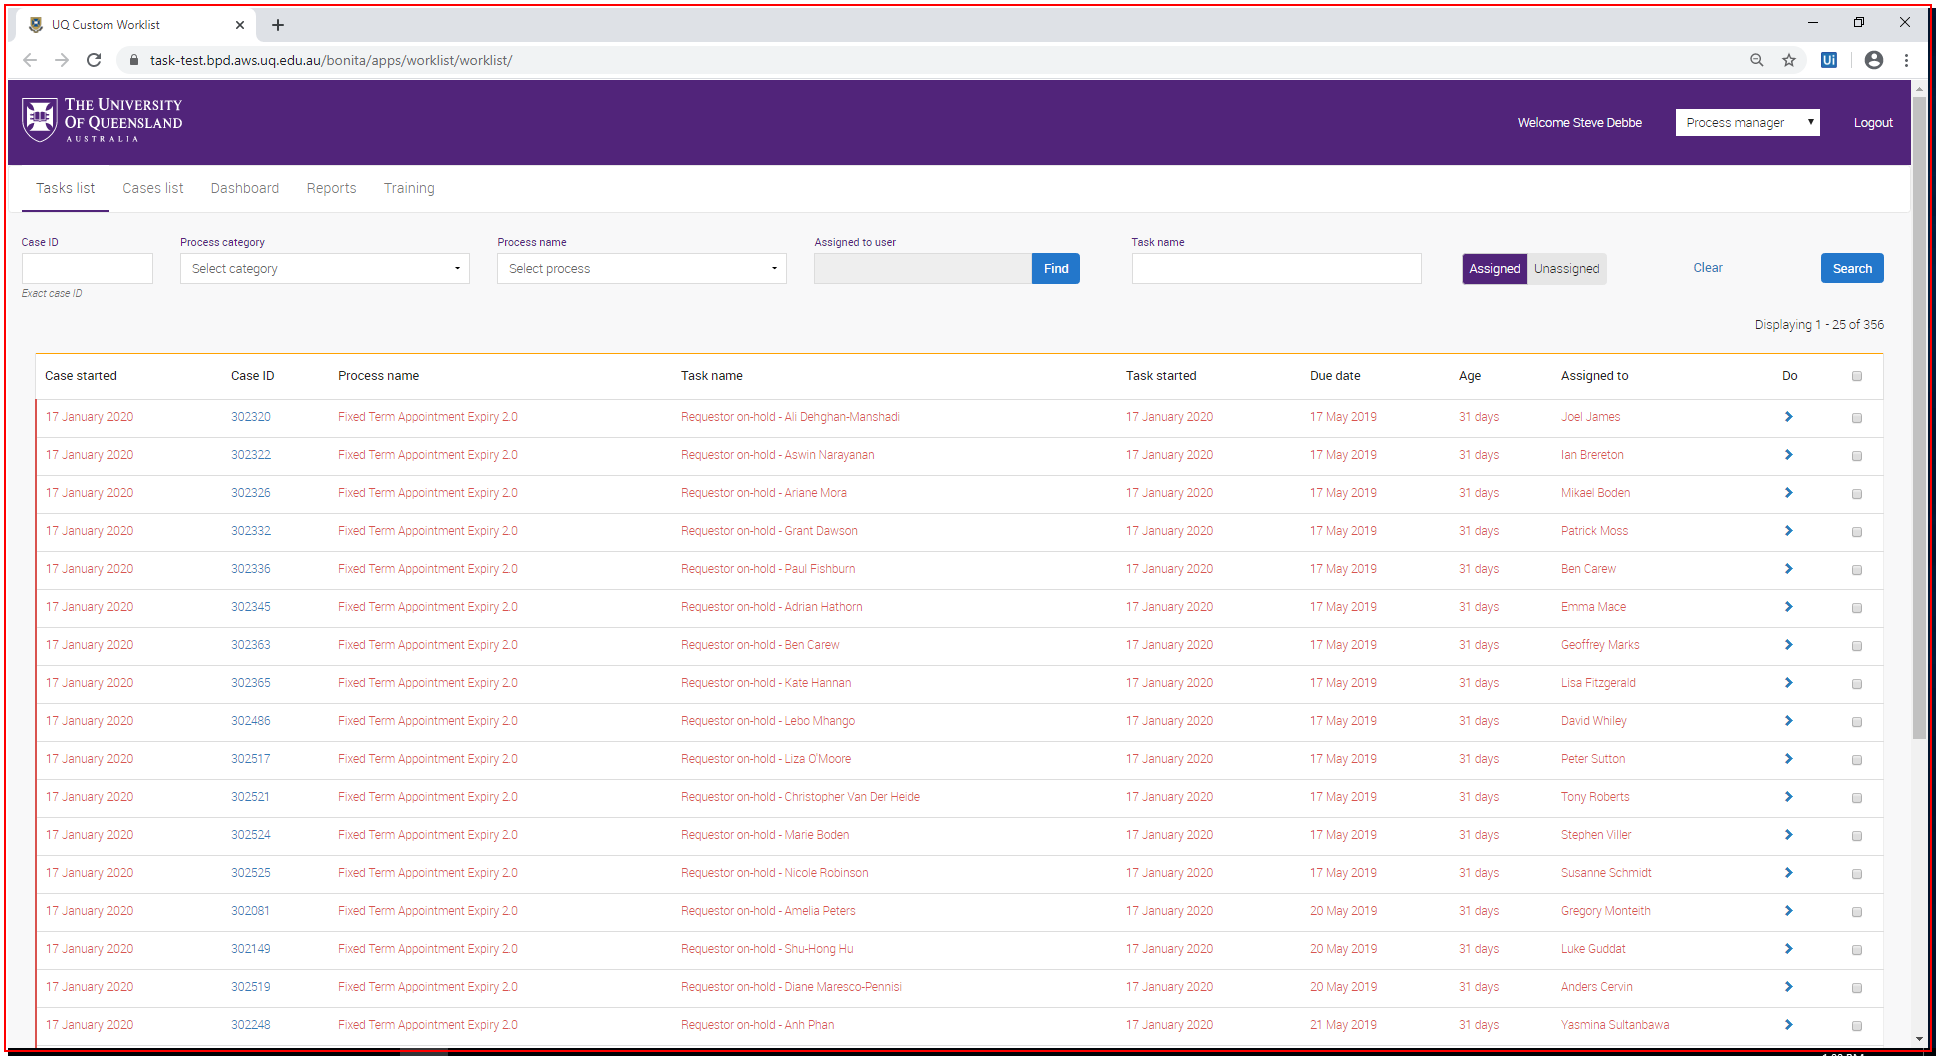 UQ Custom Worklist
task-test.bpd.aws.uq.edu.au/bonita/apps/worklist/worklist/
Ui
THE UNIVERSITY
OF QUEENSLAND
AUSTRALIA
Welcome Steve Debbe
Process manager
Logout
Tasks list Cases list Dashboard Reports Training
Case ID Process category Process name Assigned to user Task name
Select category Select process Find Assigned Unassigned Clear Search
Exact case ID
Displaying 1 - 25 of 356
Case started Case ID Process name Task name Task started Due date Age Assigned to Do
17 January 2020 302320 Fixed Term Appointment Expiry 2.0 Requestor on-hold - Ali Dehghan-Manshadi 17 January 2020 17 May 2019 31 days Joel James
17 January 2020 302322 Fixed Term Appointment Expiry 2.0 Requestor on-hold - Aswin Narayanan 17 January 2020 17 May 2019 31 days Ian Brereton
17 January 2020 302326 Fixed Term Appointment Expiry 2.0 Requestor on-hold - Ariane Mora 17 January 2020 17 May 2019 31 days Mikael Boden
17 January 2020 302332 Fixed Term Appointment Expiry 2.0 Requestor on-hold - Grant Dawson 17 January 2020 17 May 2019 31 days Patrick Moss
17 January 2020 302336 Fixed Term Appointment Expiry 2.0 Requestor on-hold - Paul Fishburn 17 January 2020 17 May 2019 31 days Ben Carew
17 January 2020 302345 Fixed Term Appointment Expiry 2.0 Requestor on-hold - Adrian Hathorn 17 January 2020 17 May 2019 31 days Emma Mace
17 January 2020 302363 Fixed Term Appointment Expiry 2.0 Requestor on-hold - Ben Carew 17 January 2020 17 May 2019 31 days Geoffrey Marks
17 January 2020 302365 Fixed Term Appointment Expiry 2.0 Requestor on-hold - Kate Hannan 17 January 2020 17 May 2019 31 days Lisa Fitzgerald
17 January 2020 302486 Fixed Term Appointment Expiry 2.0 Requestor on-hold - Lebo Mhango 17 January 2020 17 May 2019 31 days David Whiley
17 January 2020 302517 Fixed Term Appointment Expiry 2.0 Requestor on-hold - Liza O'Moore 17 January 2020 17 May 2019 31 days Peter Sutton
17 January 2020 302521 Fixed Term Appointment Expiry 2.0 Requestor on-hold - Christopher Van Der Heide 17 January 2020 17 May 2019 31 days Tony Roberts
17 January 2020 302524 Fixed Term Appointment Expiry 2.0 Requestor on-hold - Marie Boden 17 January 2020 17 May 2019 31 days Stephen Viller
17 January 2020 302525 Fixed Term Appointment Expiry 2.0 Requestor on-hold - Nicole Robinson 17 January 2020 17 May 2019 31 days Susanne Schmidt
17 January 2020 302081 Fixed Term Appointment Expiry 2.0 Requestor on-hold - Amelia Peters 17 January 2020 20 May 2019 31 days Gregory Monteith
17 January 2020 302149 Fixed Term Appointment Expiry 2.0 Requestor on-hold - Shu-Hong Hu 17 January 2020 20 May 2019 31 days Luke Guddat
17 January 2020 302519 Fixed Term Appointment Expiry 2.0 Requestor on-hold - Diane Maresco-Pennisi 17 January 2020 20 May 2019 31 days Anders Cervin
17 January 2020 302248 Fixed Term Appointment Expiry 2.0 Requestor on-hold - Anh Phan 17 January 2020 21 May 2019 31 days Yasmina Sultanbawa